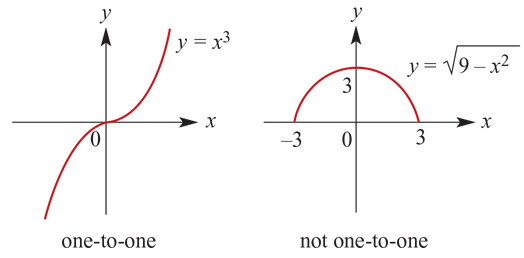 y
y = x³
x
0
one-to-one
y
y = √9 – x²
3
x
–3
0
3
not one-to-one